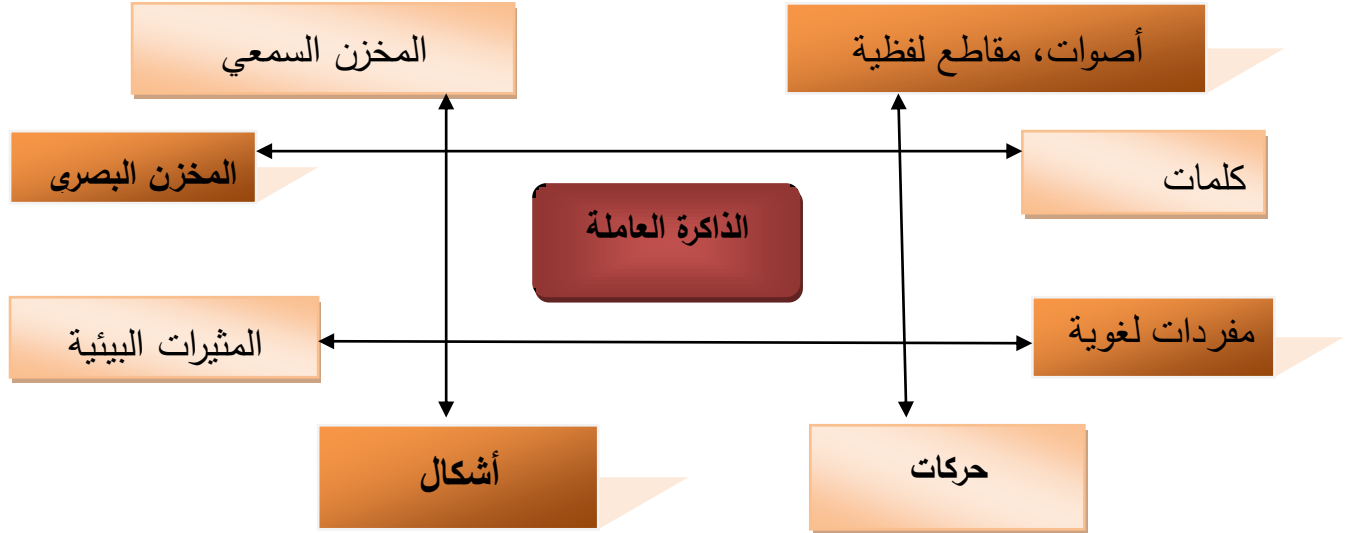 أصوات، مقاطع لفظية
المخزن السمعي
كلمات
المخزن البصري
الذاكرة العاملة
مفردات لغوية
المثيرات البيئية
حركات
أشكال